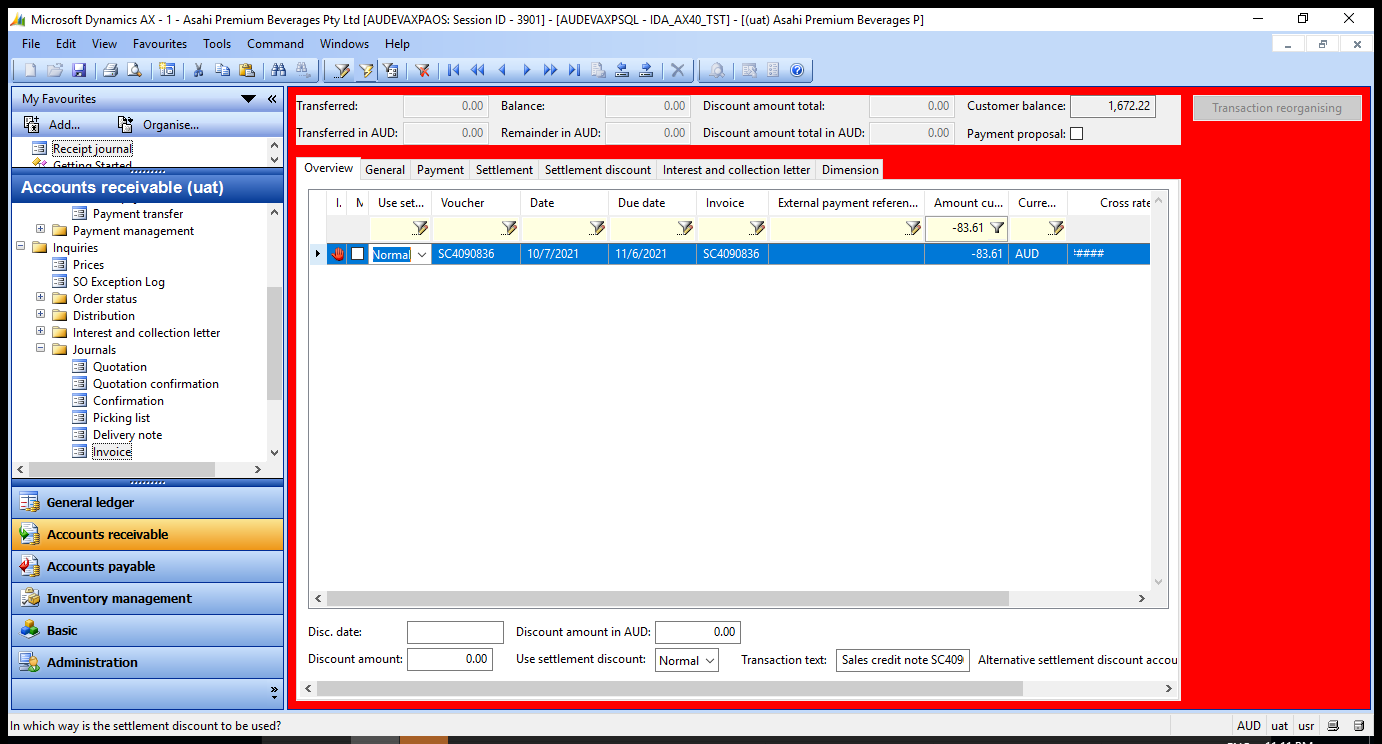 Microsoft Dynamics AX - 1 - Asahi Premium Beverages Pty Ltd [AUDEVAXPAOS: Session ID - 3901] - [AUDEVAXPSQL - IDA_AX40_TST] - [(uat) Asahi Premium Beverages P]
File Edit View Favourites Tools Command Windows Help
My Favourites
Add... Organise...
Receipt journal
Getting Started
Accounts receivable (uat)
Payment transfer
Payment management
Inquiries
Prices
SO Exception Log
Order status
Distribution
Interest and collection letter
Journals
Quotation
Quotation confirmation
Confirmation
Picking list
Delivery note
Invoice
General ledger
Accounts receivable
Accounts payable
Inventory management
Basic
Administration
Transferred: 0.00 Balance: 0.00 Discount amount total: 0.00 Customer balance: 1,672.22 Transaction reorganising
Transferred in AUD: 0.00 Remainder in AUD: 0.00 Discount amount total in AUD: 0.00 Payment proposal:
Overview General Payment Settlement Settlement discount Interest and collection letter Dimension
I. M Use set... Voucher Date Due date Invoice External payment referen... Amount cu... Curre... Cross rate
-83.61
Normal SC4090836 10/7/2021 11/6/2021 SC4090836 -83.61 AUD ####
Disc. date: Discount amount in AUD: 0.00
Discount amount: 0.00 Use settlement discount: Normal Transaction text: Sales credit note SC409 Alternative settlement discount accou
In which way is the settlement discount to be used? AUD uat usr